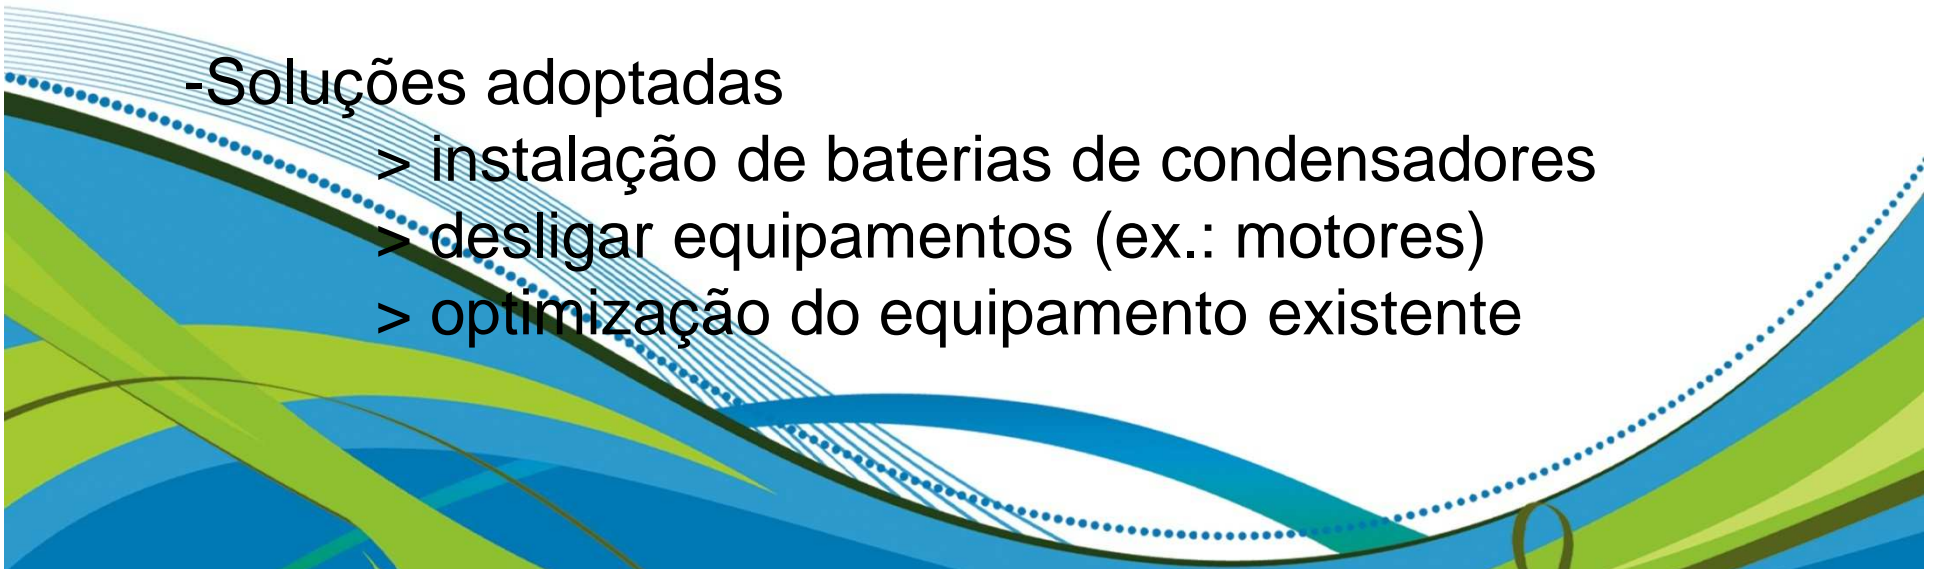 -Soluções adoptadas
> instalação de baterias de condensadores
> desligar equipamentos (ex.: motores)
> optimização do equipamento existente